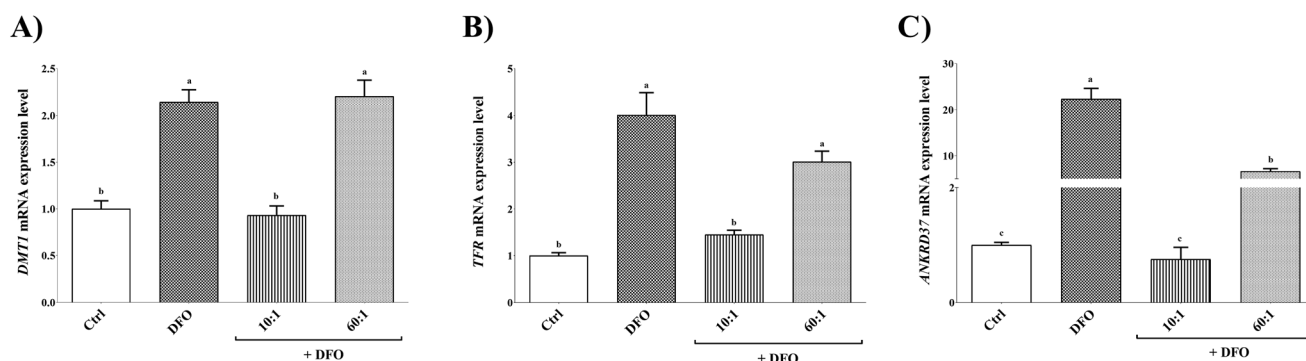 A)
DMT1 mRNA expression level
2.5
2.0
1.5
1.0
0.5
0.0
b
a
b
a
Ctrl
DFO
10:1
60:1
+ DFO
B)
TFR mRNA expression level
5
4
3
2
1
0
b
a
b
a
Ctrl
DFO
10:1
60:1
+ DFO
C)
ANKRD37 mRNA expression level
30
20
10
2
0
c
a
c
b
Ctrl
DFO
10:1
60:1
+ DFO